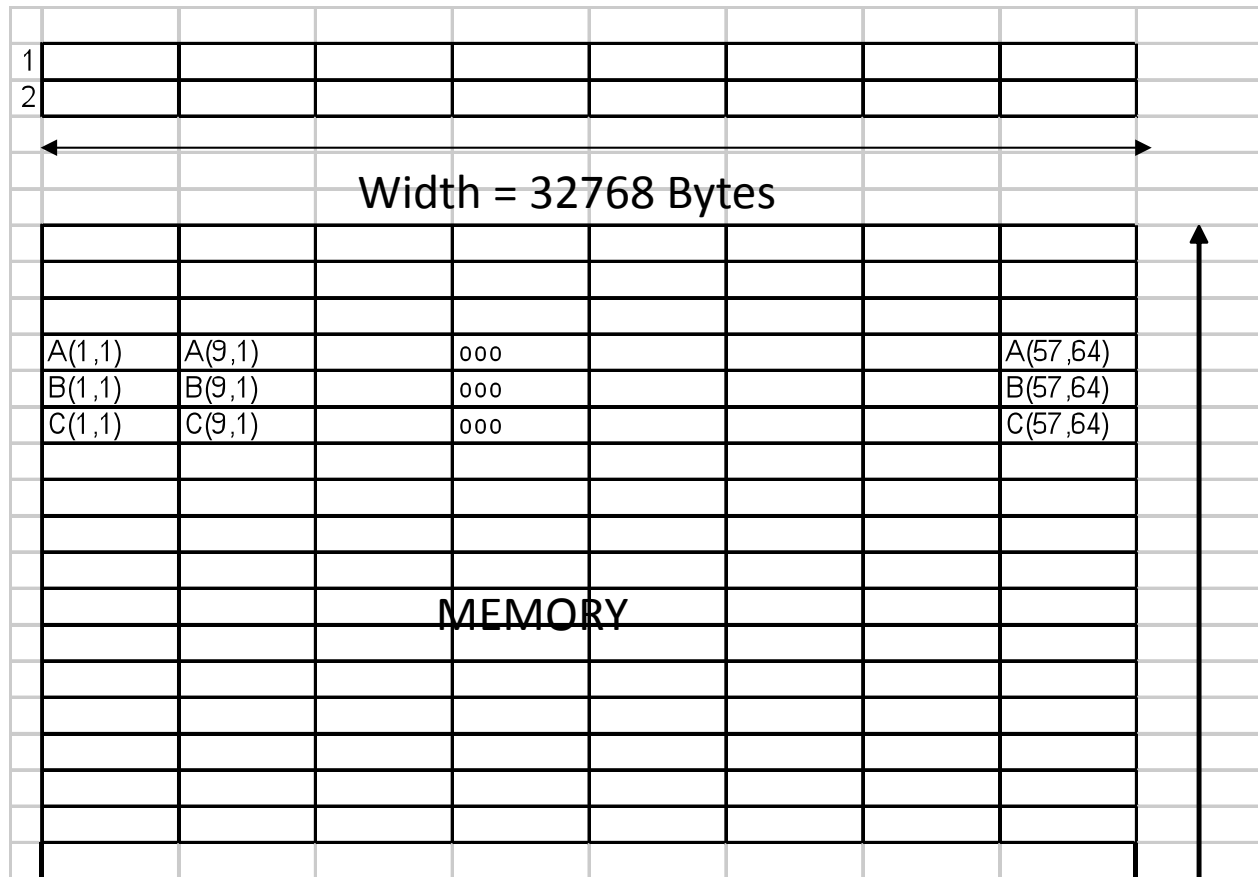 1
2
Width = 32768 Bytes
A(1,1) A(9,1) ooo A(57,64)
B(1,1) B(9,1) ooo B(57,64)
C(1,1) C(9,1) ooo C(57,64)
MEMORY